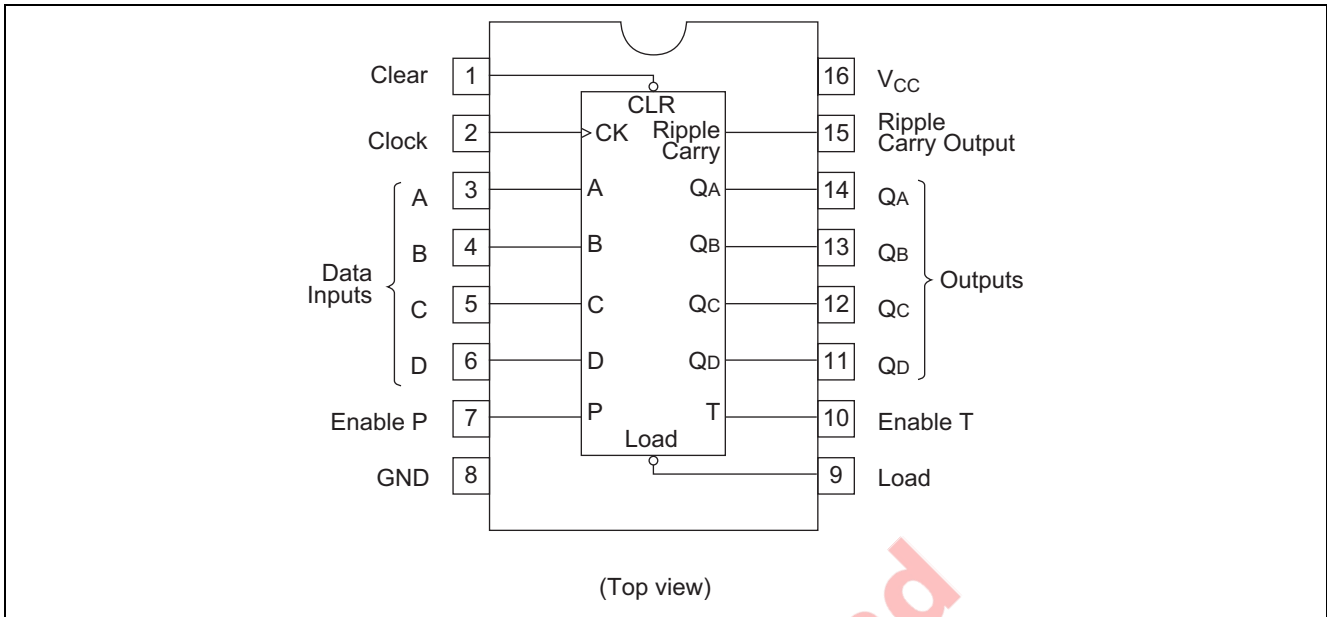 Clear 1 16 VCC
CLR
Clock 2 CK Ripple Carry 15 Ripple Carry Output
A 3 A QA 14 QA
B 4 B QB 13 QB
Data Inputs
Outputs
C 5 C QC 12 QC
D 6 D QD 11 QD
Enable P 7 P T 10 Enable T
Load
GND 8 9 Load
(Top view)